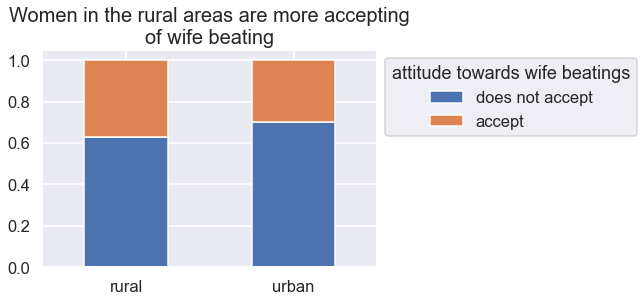 Women in the rural areas are more accepting
of wife beating
1.0
0.8
0.6
0.4
0.2
0.0
rural
urban
attitude towards wife beatings
does not accept
accept